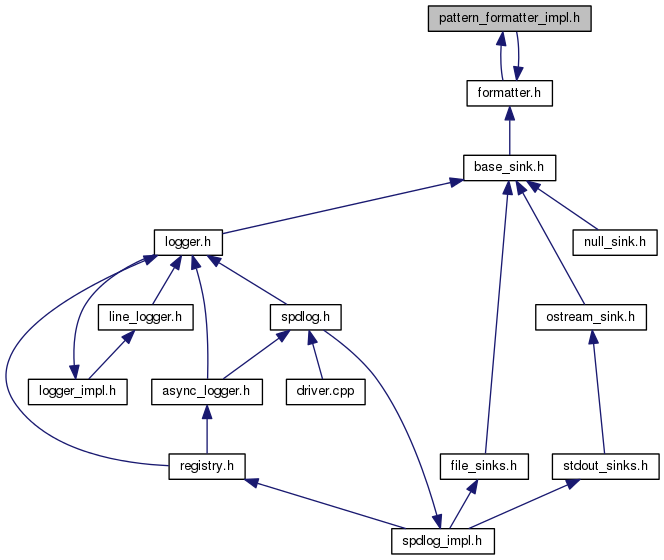 pattern_formatter_impl.h
formatter.h
base_sink.h
logger.h
null_sink.h
line_logger.h
spdlog.h
ostream_sink.h
logger_impl.h
async_logger.h
driver.cpp
registry.h
file_sinks.h
stdout_sinks.h
spdlog_impl.h